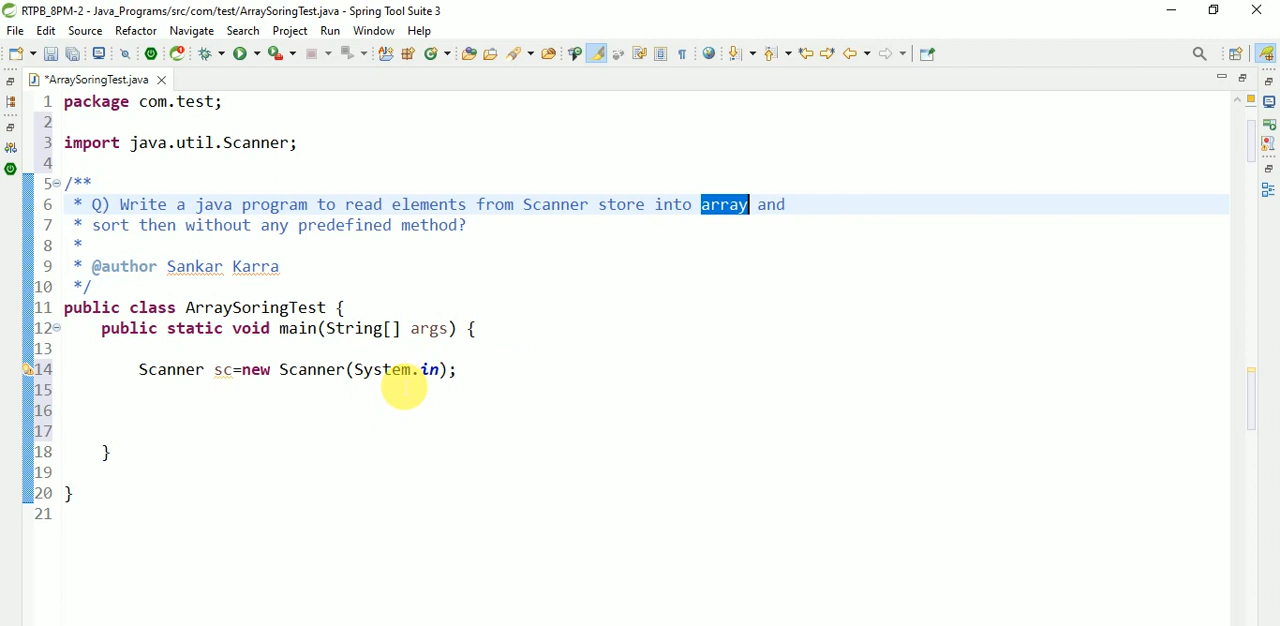 RTPB_8PM-2 - Java_Programs/src/com/test/ArraySoringTest.java - Spring Tool Suite 3
File Edit Source Refactor Navigate Search Project Run Window Help
*ArraySoringTest.java
1 package com.test;
2
3 import java.util.Scanner;
4
5 /**
6 * Q) Write a java program to read elements from Scanner store into array and
7 * sort then without any predefined method?
8 *
9 * @author Sankar Karra
10 */
11 public class ArraySoringTest {
12 public static void main(String[] args) {
13
14 Scanner sc=new Scanner(System.in);
15
16
17
18 }
19
20 }
21